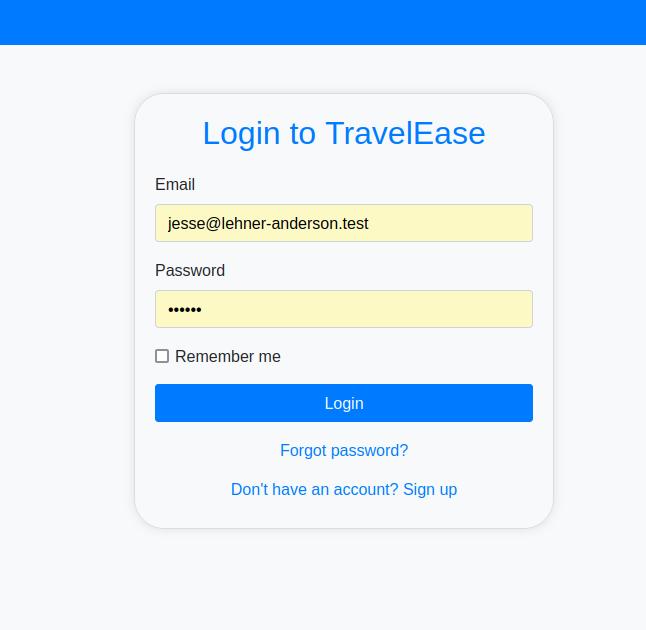 Login to TravelEase
Email
jesse@lehner-anderson.test
Password
••••••
Remember me
Login
Forgot password?
Don't have an account? Sign up